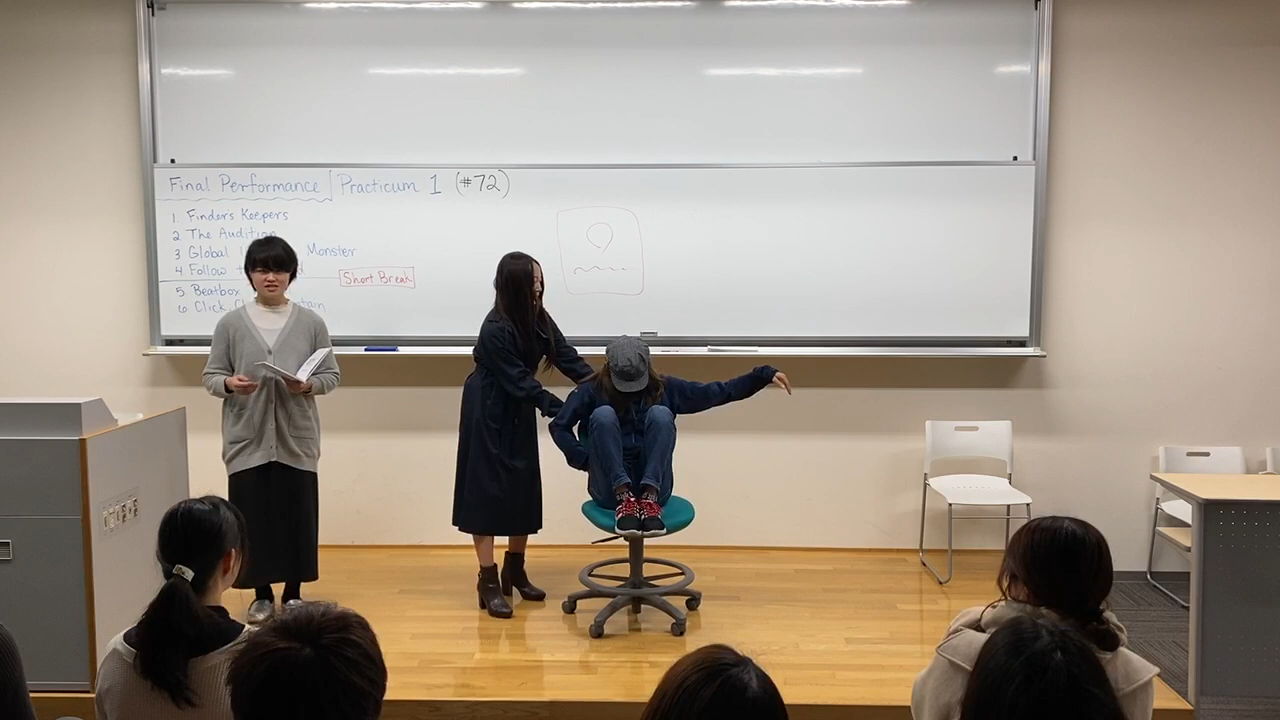 Final Performance Practicum 1 (#72)
1. Finders Keepers
2 The Audition
3 Global Monster
4 Follow
Short Break
5 Beatbox
6 Click,